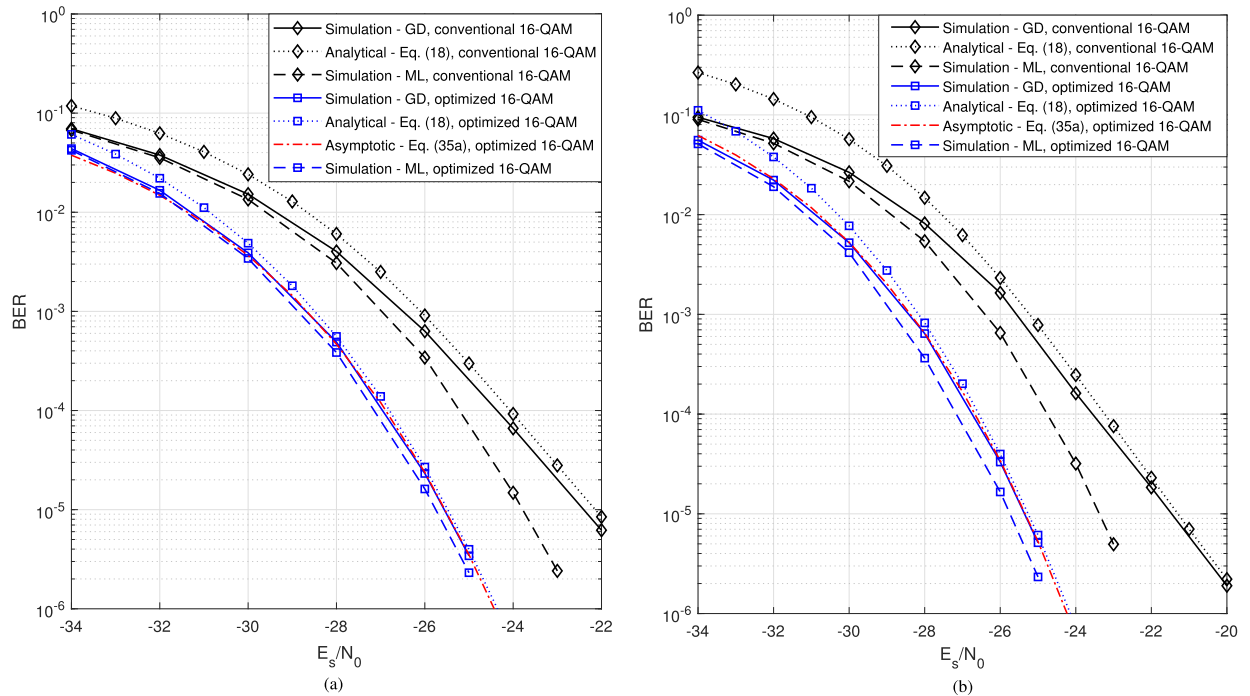 10^0
10^-1
10^-2
10^-3
10^-4
10^-5
10^-6
BER
-34 -32 -30 -28 -26 -24 -22
E_s/N_0
(a)
Simulation - GD, conventional 16-QAM
Analytical - Eq. (18), conventional 16-QAM
Simulation - ML, conventional 16-QAM
Simulation - GD, optimized 16-QAM
Analytical - Eq. (18), optimized 16-QAM
Asymptotic - Eq. (35a), optimized 16-QAM
Simulation - ML, optimized 16-QAM
10^0
10^-1
10^-2
10^-3
10^-4
10^-5
10^-6
BER
-34 -32 -30 -28 -26 -24 -22 -20
E_s/N_0
(b)
Simulation - GD, conventional 16-QAM
Analytical - Eq. (18), conventional 16-QAM
Simulation - ML, conventional 16-QAM
Simulation - GD, optimized 16-QAM
Analytical - Eq. (18), optimized 16-QAM
Asymptotic - Eq. (35a), optimized 16-QAM
Simulation - ML, optimized 16-QAM